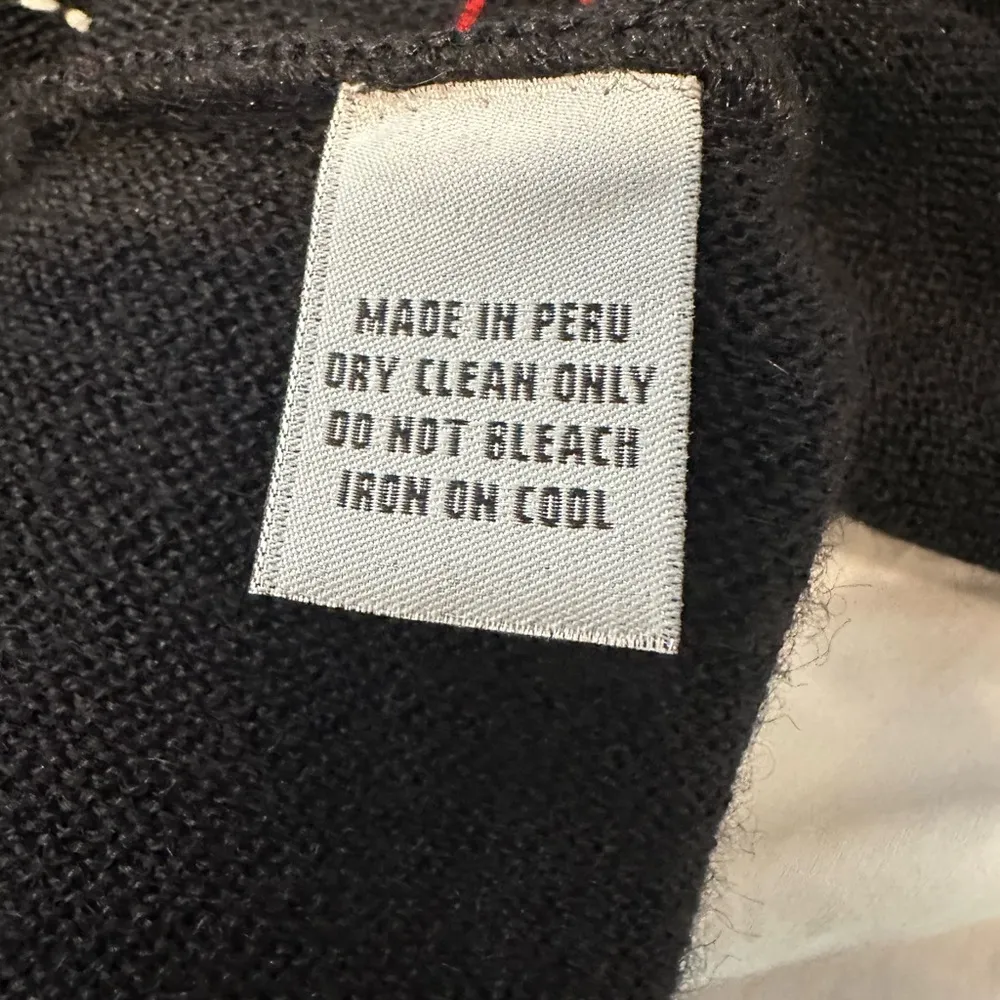 MADE IN PERU
DRY CLEAN ONLY
DO NOT BLEACH
IRON ON COOL